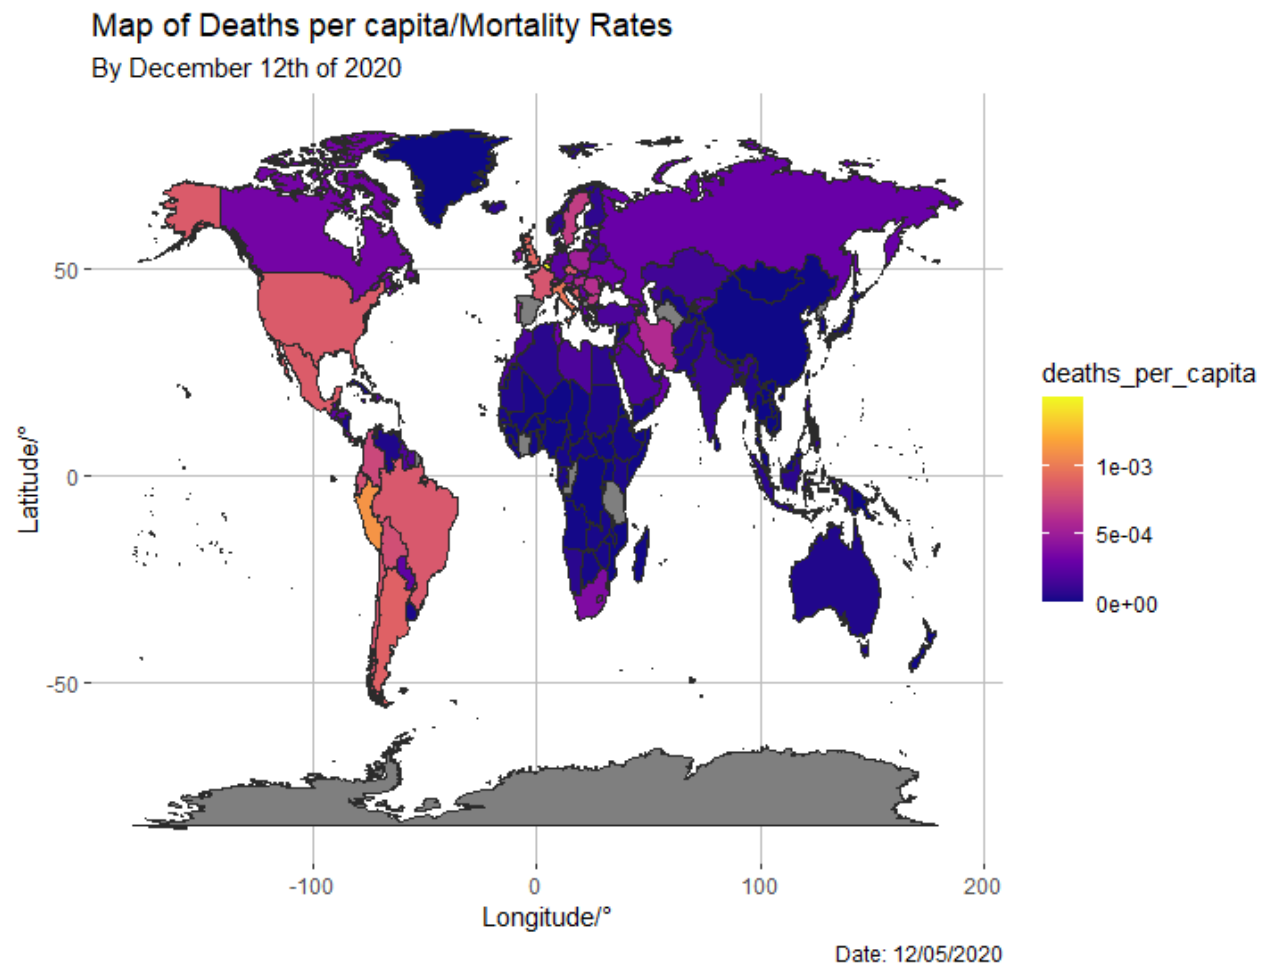 Map of Deaths per capita/Mortality Rates
By December 12th of 2020
deaths_per_capita
1e-03
5e-04
0e+00
Latitude/°
50
0
-50
-100
0
100
200
Longitude/°
Date: 12/05/2020